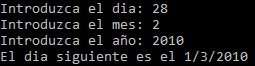 Introduzca el dia: 28
Introduzca el mes: 2
Introduzca el año: 2010
El dia siguiente es el 1/3/2010